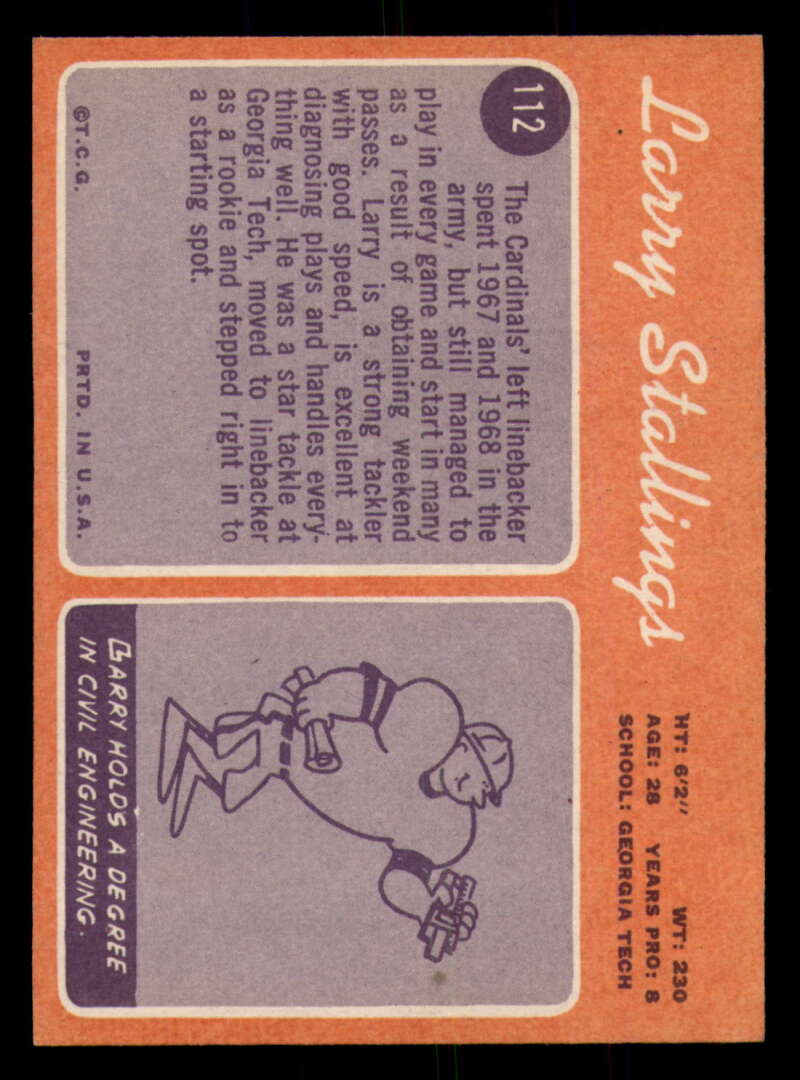 Larry Stallings
HT: 6'2" WT: 230
AGE: 28 YEARS PRO: 8
SCHOOL: GEORGIA TECH
112
The Cardinals' left linebacker
spent 1967 and 1968 in the
army, but still managed to
play in every game and start in many
as a result of obtaining weekend
passes. Larry is a strong tackler
with good speed, is excellent at
diagnosing plays and handles every-
thing well. He was a star tackle at
Georgia Tech, moved to linebacker
as a rookie and stepped right in to
a starting spot.
©T.C.G. PRTD. IN U.S.A.
LARRY HOLDS A DEGREE
IN CIVIL ENGINEERING.